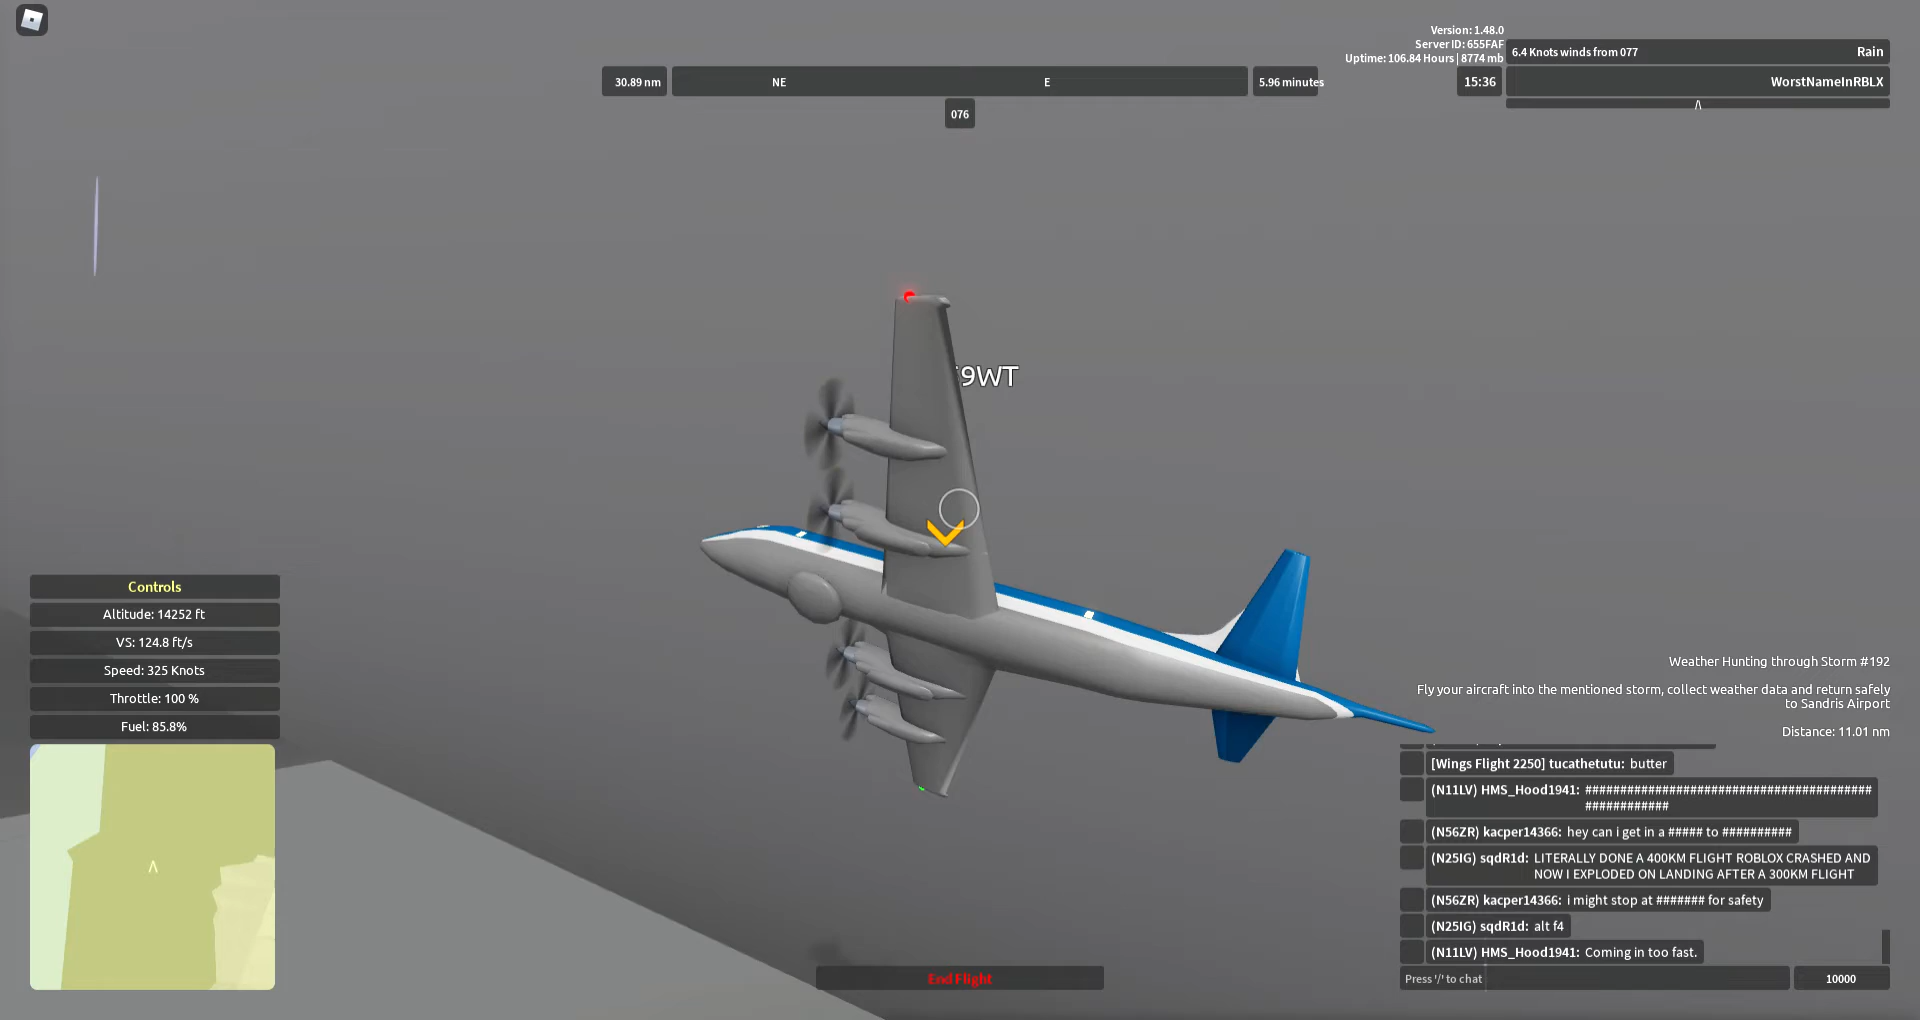 Version: 1.48.0
Server ID: 655FAF
Uptime: 106.84 Hours | 8774 mb
6.4 Knots winds from 077
Rain
30.89 nm
NE
E
5.96 minutes
15:36
WorstNameInRBLX
076
9WT
Controls
Altitude: 14252 ft
VS: 124.8 ft/s
Speed: 325 Knots
Throttle: 100 %
Fuel: 85.8%
Weather Hunting through Storm #192
Fly your aircraft into the mentioned storm, collect weather data and return safely
to Sandris Airport
Distance: 11.01 nm
[Wings Flight 2250] tucathetutu: butter
(N11LV) HMS_Hood1941: #########################################
############
(N56ZR) kacper14366: hey can i get in a ##### to ##########
(N25IG) sqdR1d: LITERALLY DONE A 400KM FLIGHT ROBLOX CRASHED AND
NOW I EXPLODED ON LANDING AFTER A 300KM FLIGHT
(N56ZR) kacper14366: i might stop at ####### for safety
(N25IG) sqdR1d: alt f4
(N11LV) HMS_Hood1941: Coming in too fast.
End Flight
Press '/' to chat
10000